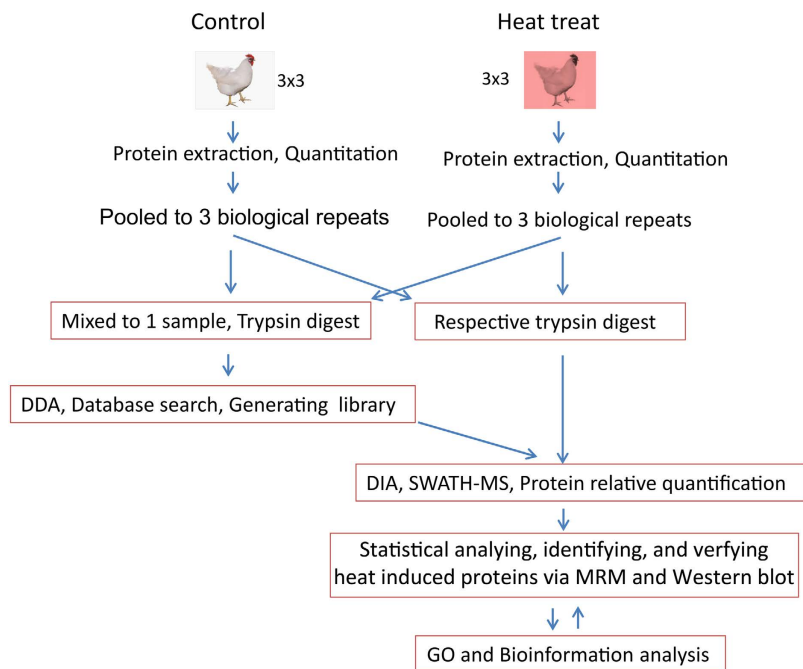 Control
Heat treat
3x3
3x3
Protein extraction, Quantitation
Protein extraction, Quantitation
Pooled to 3 biological repeats
Pooled to 3 biological repeats
Mixed to 1 sample, Trypsin digest
Respective trypsin digest
DDA, Database search, Generating library
DIA, SWATH-MS, Protein relative quantification
Statistical analying, identifying, and verfying
heat induced proteins via MRM and Western blot
GO and Bioinformation analysis